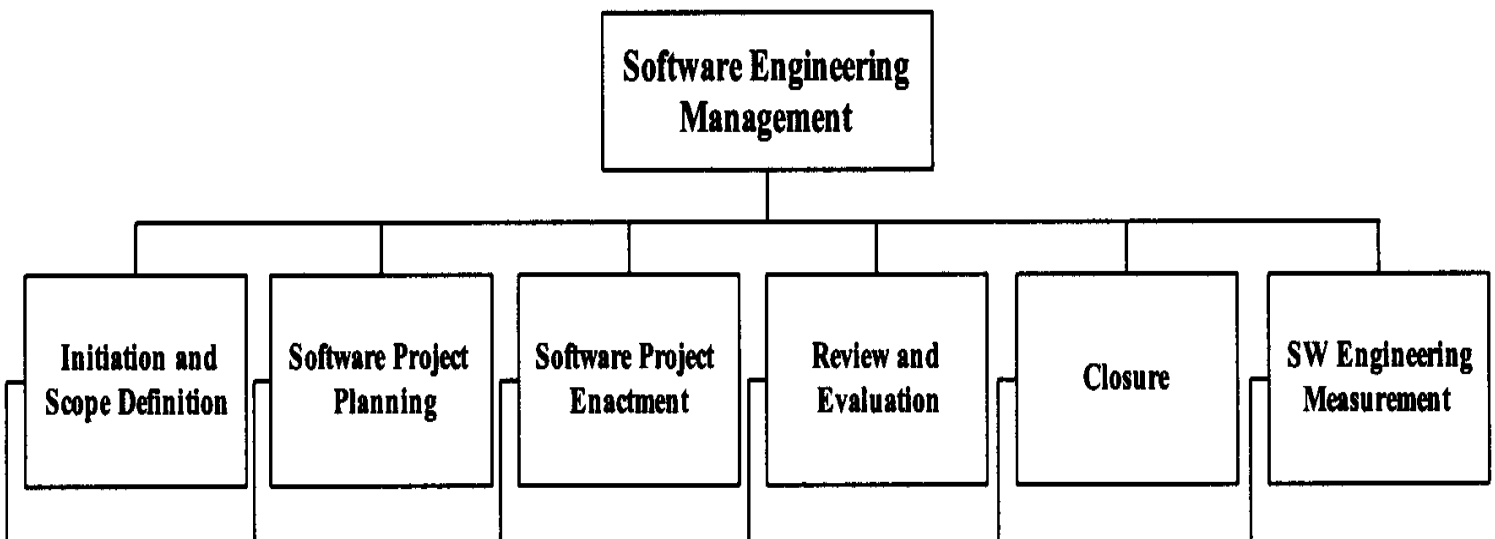 Software Engineering
Management
Initiation and
Scope Definition
Software Project
Planning
Software Project
Enactment
Review and
Evaluation
Closure
SW Engineering
Measurement